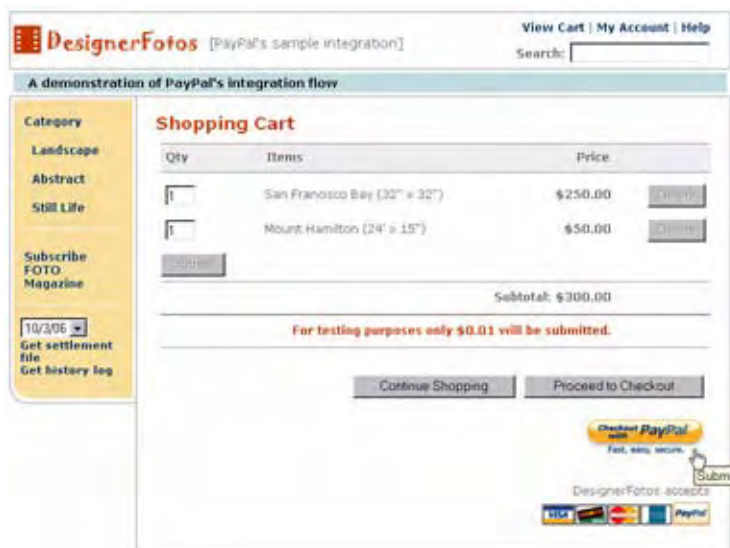 DesignerFotos [PayPal's sample integration]
View Cart | My Account | Help
Search:
A demonstration of PayPal's integration flow
Category
Landscape
Abstract
Still Life
Subscribe
FOTO
Magazine
10/3/06
Get settlement
file
Get history log
Shopping Cart
Qty Items Price
1 San Francisco Bay (32" x 32") $250.00
1 Mount Hamilton (24' x 15") $50.00
Subtotal: $300.00
For testing purposes only $0.01 will be submitted.
Continue Shopping Proceed to Checkout
Checkout with PayPal
Fast, easy, secure.
Subm
DesignerFotos accepts
VISA PayPal